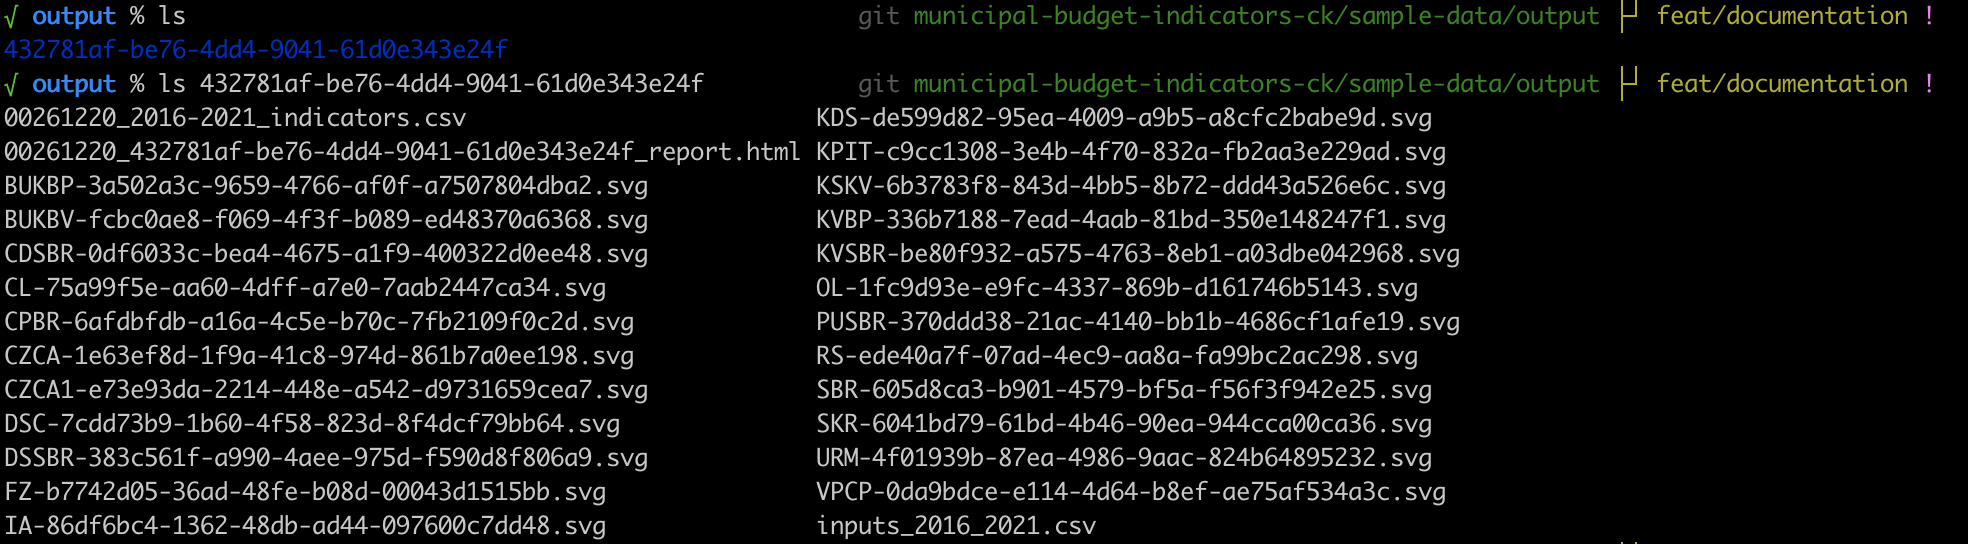 √ output % ls git municipal-budget-indicators-ck/sample-data/output ├┘ feat/documentation !
432781af-be76-4dd4-9041-61d0e343e24f
√ output % ls 432781af-be76-4dd4-9041-61d0e343e24f git municipal-budget-indicators-ck/sample-data/output ├┘ feat/documentation !
00261220_2016-2021_indicators.csv KDS-de599d82-95ea-4009-a9b5-a8cfc2babe9d.svg
00261220_432781af-be76-4dd4-9041-61d0e343e24f_report.html KPIT-c9cc1308-3e4b-4f70-832a-fb2aa3e229ad.svg
BUKBP-3a502a3c-9659-4766-af0f-a7507804dba2.svg KSKV-6b3783f8-843d-4bb5-8b72-ddd43a526e6c.svg
BUKBV-fcbc0ae8-f069-4f3f-b089-ed48370a6368.svg KVBP-336b7188-7ead-4aab-81bd-350e148247f1.svg
CDSBR-0df6033c-bea4-4675-a1f9-400322d0ee48.svg KVSBR-be80f932-a575-4763-8eb1-a03dbe042968.svg
CL-75a99f5e-aa60-4dff-a7e0-7aab2447ca34.svg OL-1fc9d93e-e9fc-4337-869b-d161746b5143.svg
CPBR-6afdbfdb-a16a-4c5e-b70c-7fb2109f0c2d.svg PUSBR-370ddd38-21ac-4140-bb1b-4686cf1afe19.svg
CZCA-1e63ef8d-1f9a-41c8-974d-861b7a0ee198.svg RS-ede40a7f-07ad-4ec9-aa8a-fa99bc2ac298.svg
CZCA1-e73e93da-2214-448e-a542-d9731659cea7.svg SBR-605d8ca3-b901-4579-bf5a-f56f3f942e25.svg
DSC-7cdd73b9-1b60-4f58-823d-8f4dcf79bb64.svg SKR-6041bd79-61bd-4b46-90ea-944cca00ca36.svg
DSSBR-383c561f-a990-4aee-975d-f590d8f806a9.svg URM-4f01939b-87ea-4986-9aac-824b64895232.svg
FZ-b7742d05-36ad-48fe-b08d-00043d1515bb.svg VPCP-0da9bdce-e114-4d64-b8ef-ae75af534a3c.svg
IA-86df6bc4-1362-48db-ad44-097600c7dd48.svg inputs_2016_2021.csv